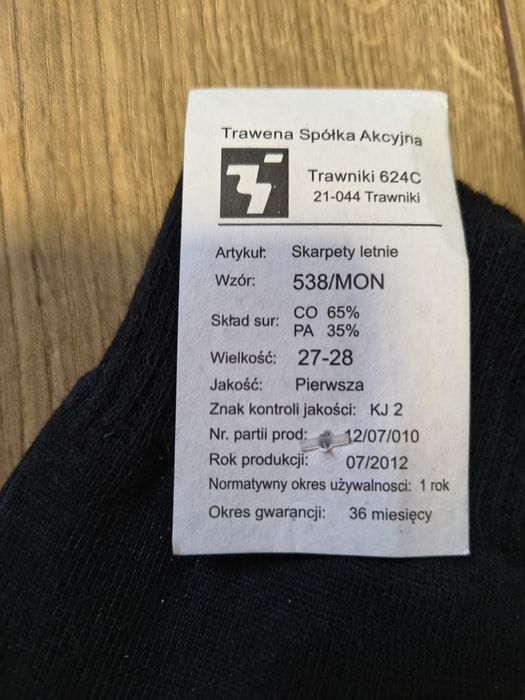 Trawena Spółka Akcyjna
Trawniki 624C
21-044 Trawniki
Artykuł: Skarpety letnie
Wzór: 538/MON
Skład sur: CO 65%
PA 35%
Wielkość: 27-28
Jakość: Pierwsza
Znak kontroli jakości: KJ 2
Nr. partii prod: 12/07/010
Rok produkcji: 07/2012
Normatywny okres używalnosci: 1 rok
Okres gwarancji: 36 miesięcy